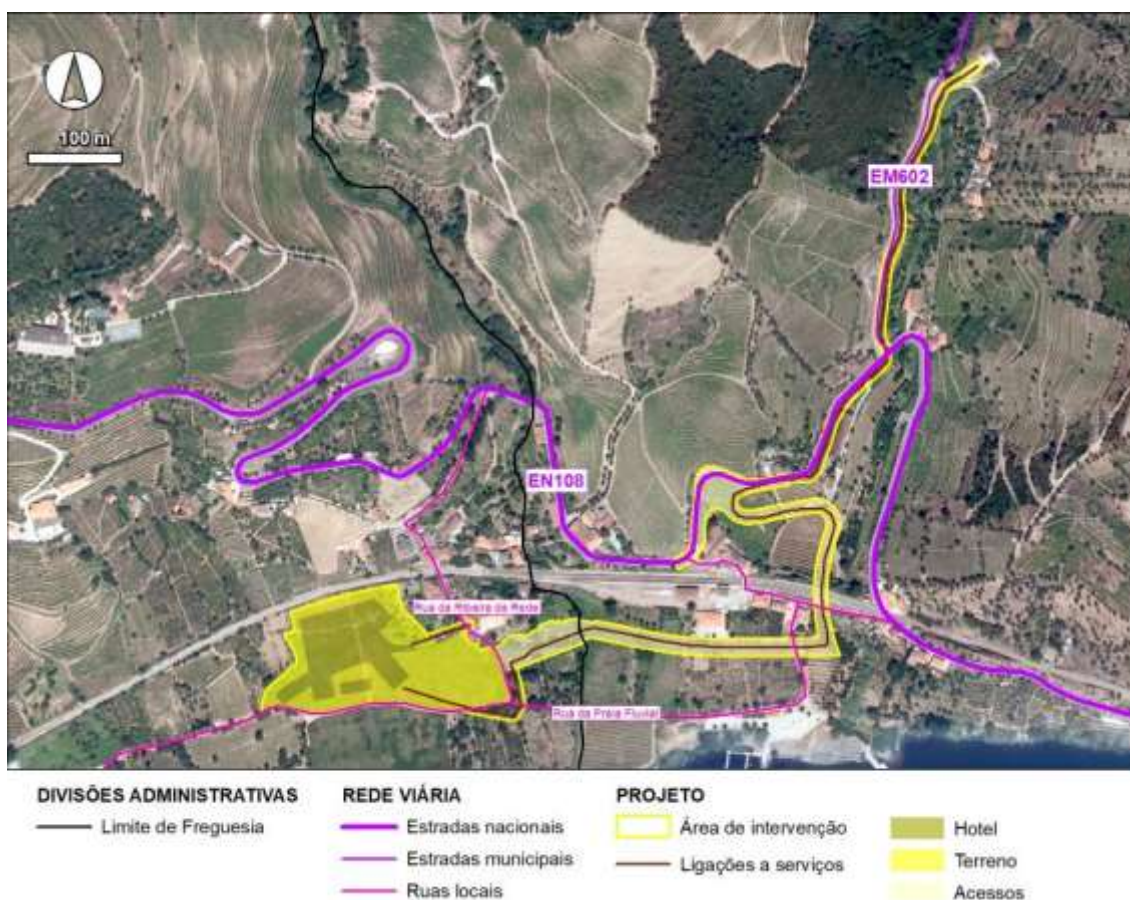 100 m
EM602
EN108
Rua da Ribeira da Rede
Rua da Praia Fluvial
DIVISÕES ADMINISTRATIVAS
Limite de Freguesia
REDE VIÁRIA
Estradas nacionais
Estradas municipais
Ruas locais
PROJETO
Área de intervenção
Ligações a serviços
Hotel
Terreno
Acessos